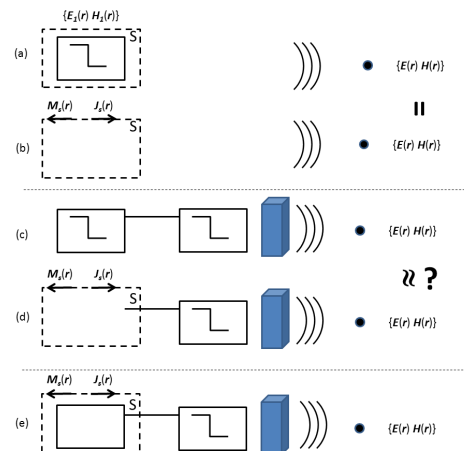 {E₁(r) H₁(r)}
S
(a)
{E(r) H(r)}
Mₛ(r) Jₛ(r)
=
S
(b)
{E(r) H(r)}
(c)
{E(r) H(r)}
≈ ?
Mₛ(r) Jₛ(r)
S
(d)
{E(r) H(r)}
Mₛ(r) Jₛ(r)
S
(e)
{E(r) H(r)}